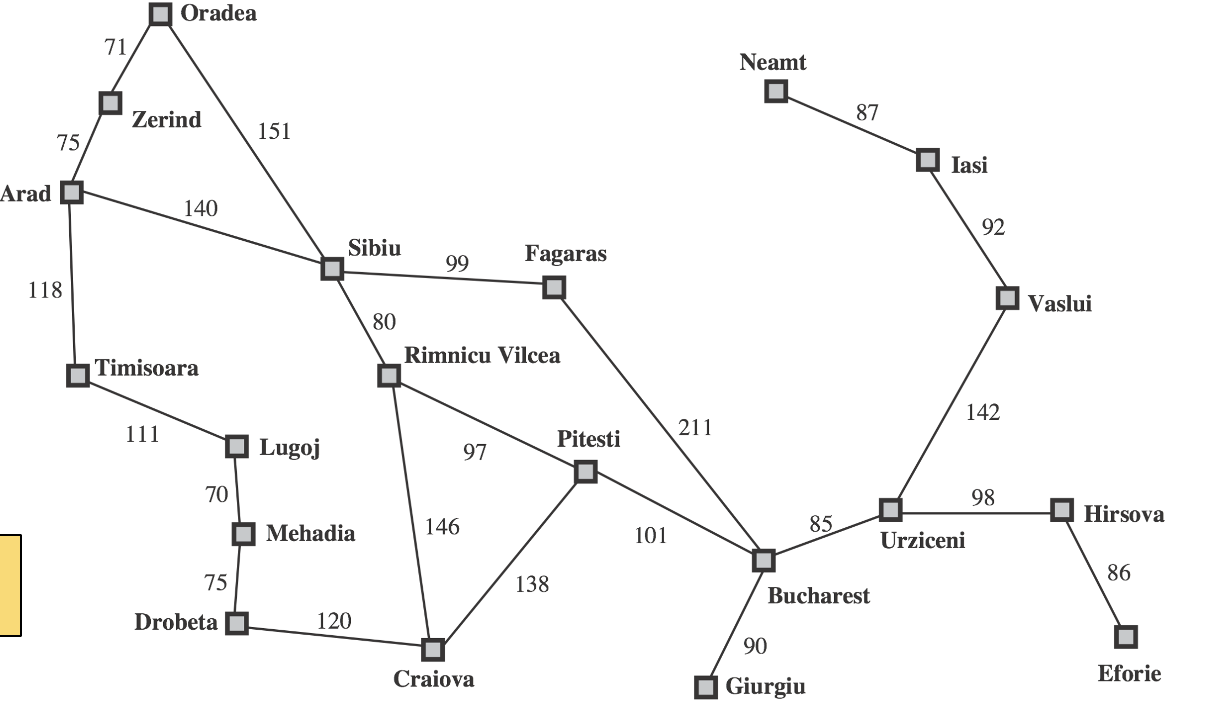 Oradea
71
Neamt
87
Zerind
151
75
Iasi
Arad
140
92
Sibiu
Fagaras
99
118
Vaslui
80
Rimnicu Vilcea
Timisoara
142
211
111
Pitesti
Lugoj
97
70
98
Hirsova
146
85
Mehadia
101
Urziceni
86
75
138
Bucharest
Drobeta
120
90
Craiova
Eforie
Giurgiu